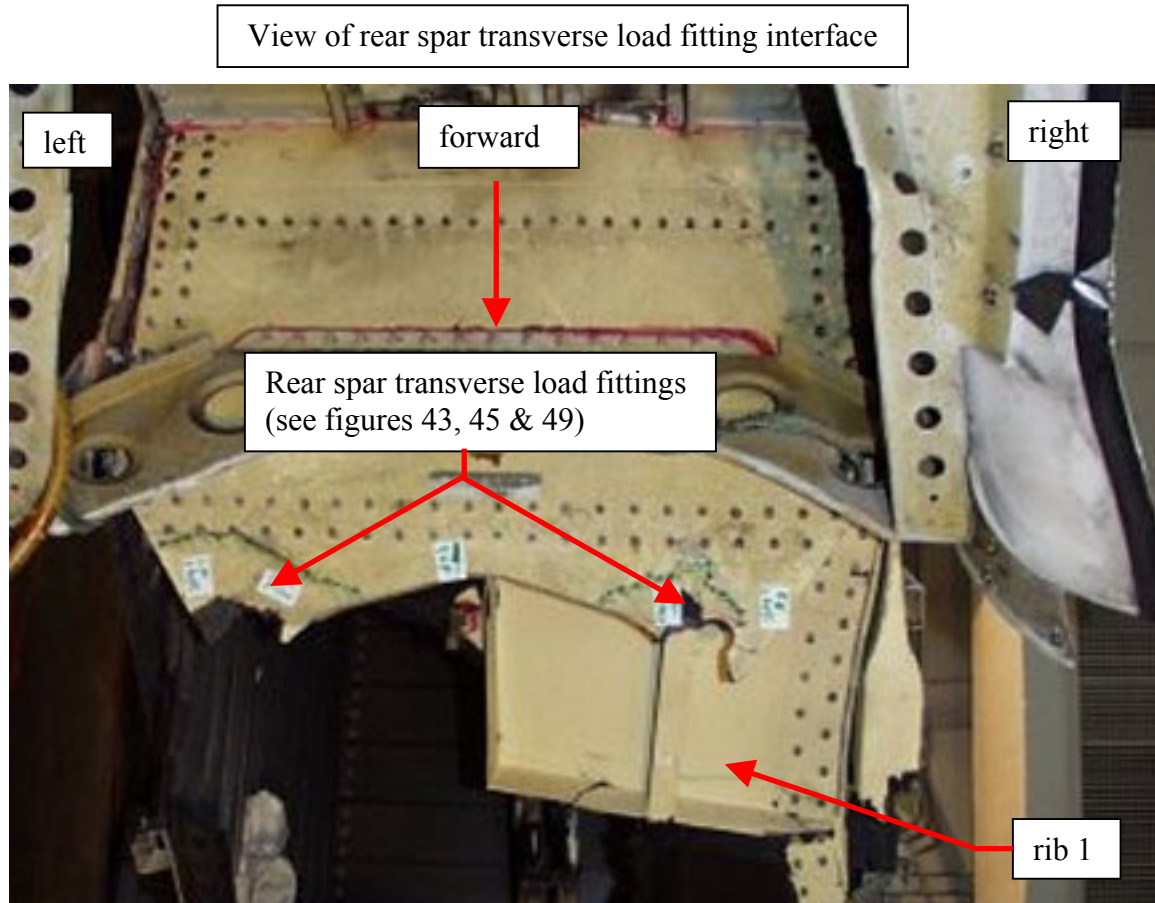 View of rear spar transverse load fitting interface
left
forward
right
Rear spar transverse load fittings
(see figures 43, 45 & 49)
rib 1